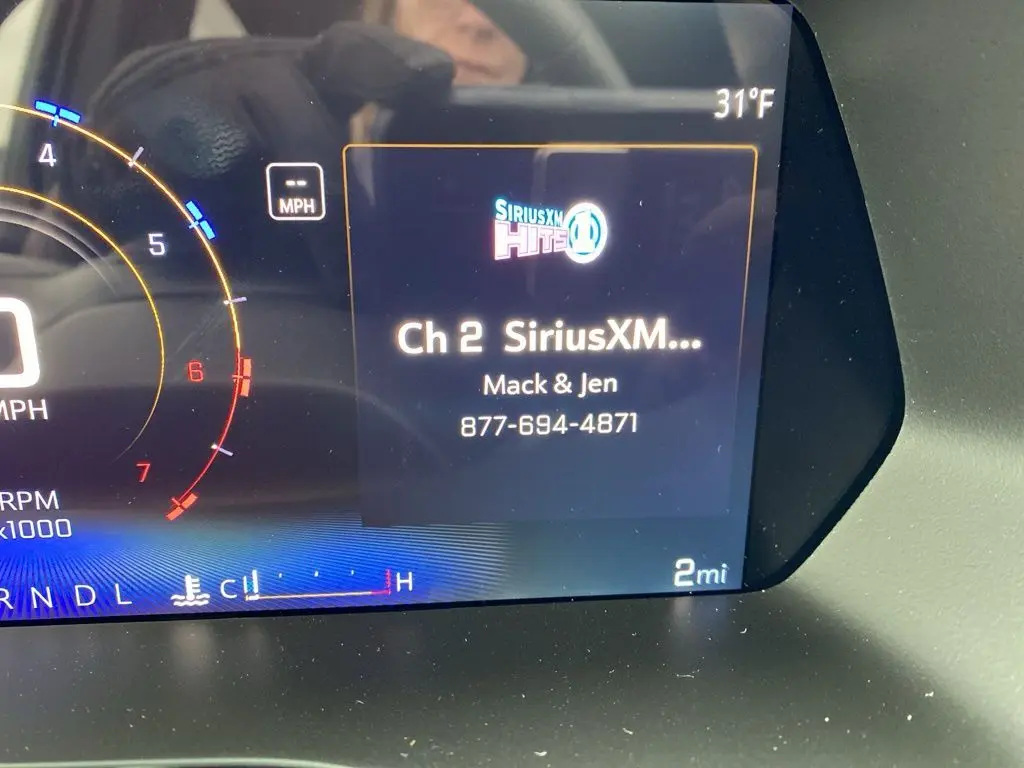 31°F
4
--
MPH
SIRIUSXM
HITS 1
5
Ch 2 SiriusXM...
6
Mack & Jen
MPH
877-694-4871
7
RPM
x1000
2mi
R N D L
C H